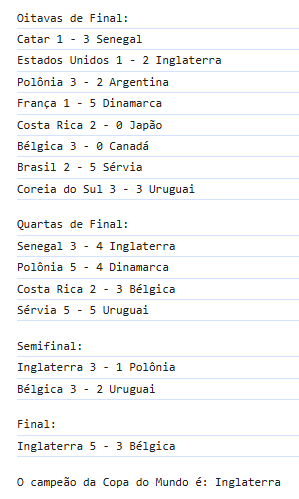 Oitavas de Final:
Catar 1 - 3 Senegal
Estados Unidos 1 - 2 Inglaterra
Polônia 3 - 2 Argentina
França 1 - 5 Dinamarca
Costa Rica 2 - 0 Japão
Bélgica 3 - 0 Canadá
Brasil 2 - 5 Sérvia
Coreia do Sul 3 - 3 Uruguai
Quartas de Final:
Senegal 3 - 4 Inglaterra
Polônia 5 - 4 Dinamarca
Costa Rica 2 - 3 Bélgica
Sérvia 5 - 5 Uruguai
Semifinal:
Inglaterra 3 - 1 Polônia
Bélgica 3 - 2 Uruguai
Final:
Inglaterra 5 - 3 Bélgica
O campeão da Copa do Mundo é: Inglaterra